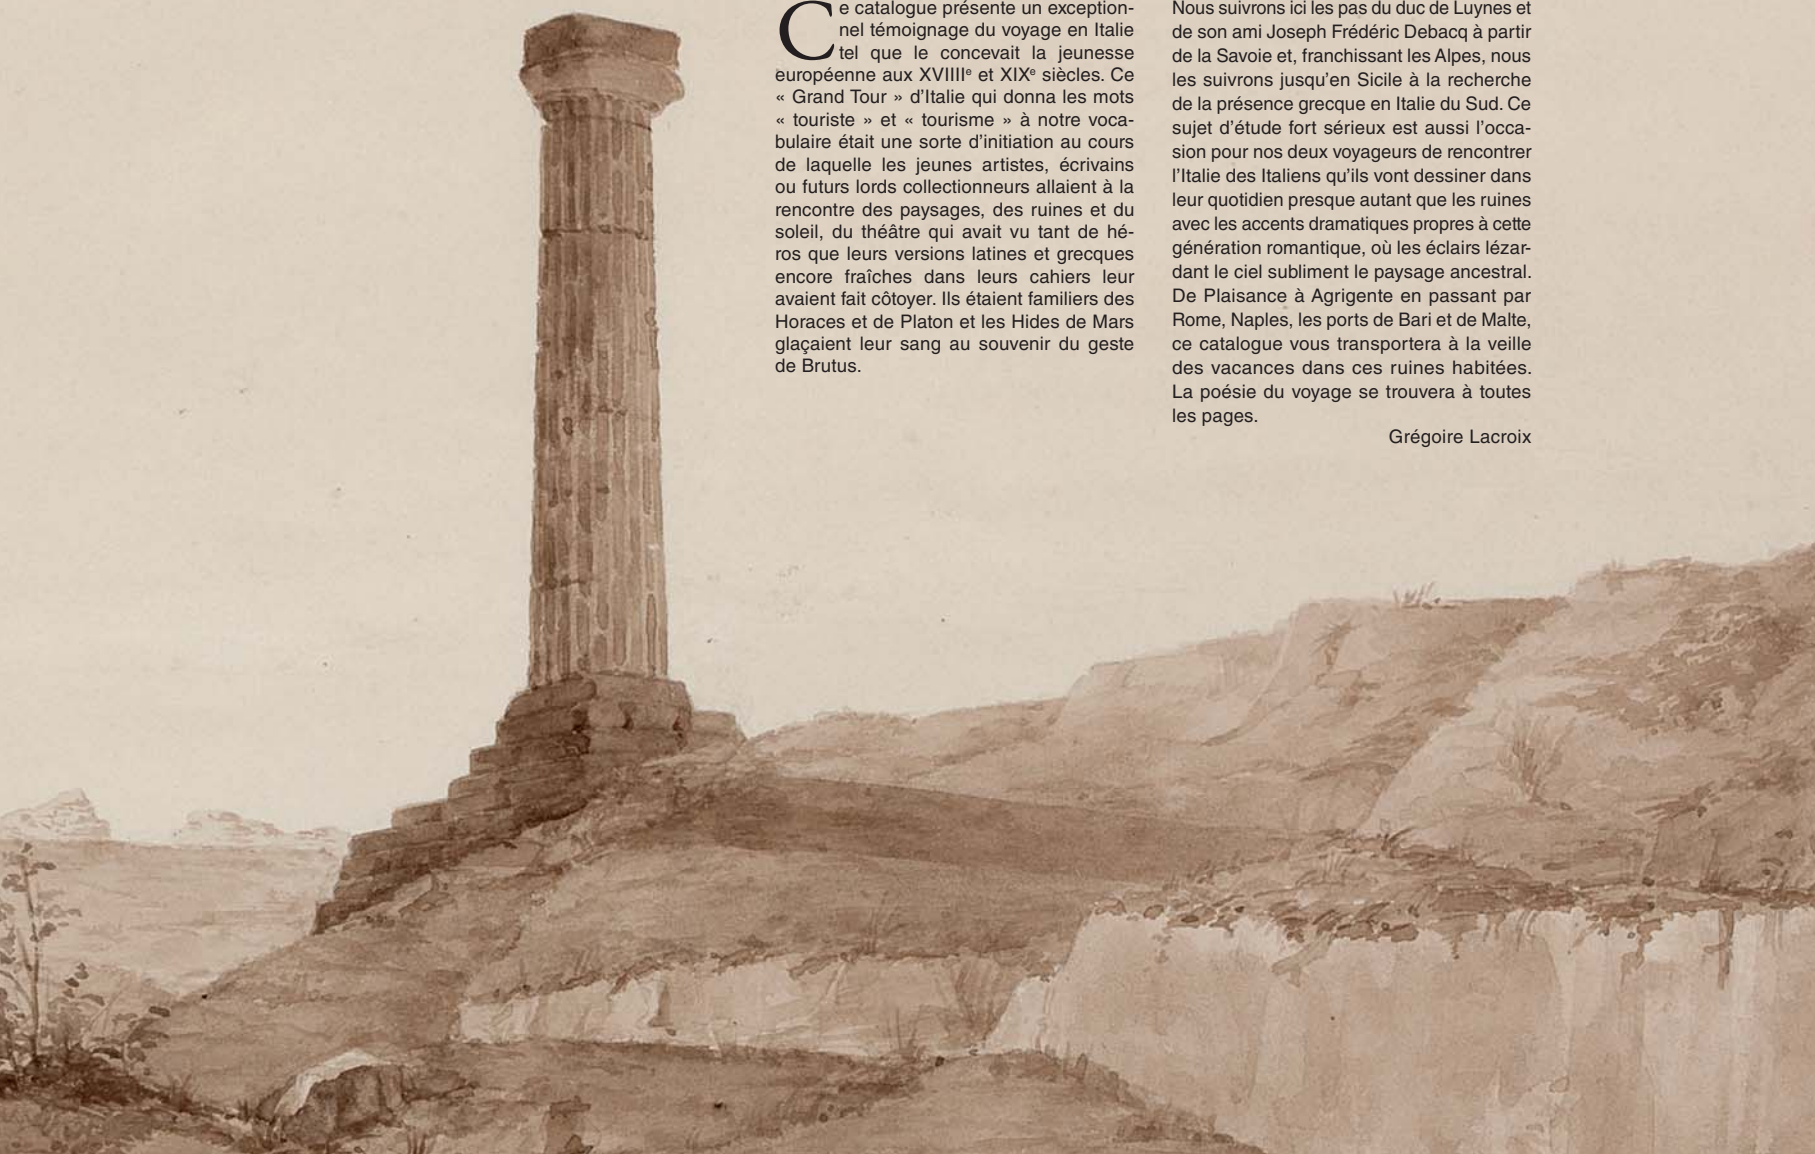 Ce catalogue présente un exception-
nel témoignage du voyage en Italie
tel que le concevait la jeunesse
européenne aux XVIIIIe et XIXe siècles. Ce
« Grand Tour » d’Italie qui donna les mots
« touriste » et « tourisme » à notre voca-
bulaire était une sorte d’initiation au cours
de laquelle les jeunes artistes, écrivains
ou futurs lords collectionneurs allaient à la
rencontre des paysages, des ruines et du
soleil, du théâtre qui avait vu tant de hé-
ros que leurs versions latines et grecques
encore fraîches dans leurs cahiers leur
avaient fait côtoyer. Ils étaient familiers des
Horaces et de Platon et les Hides de Mars
glaçaient leur sang au souvenir du geste
de Brutus.
Nous suivrons ici les pas du duc de Luynes et
de son ami Joseph Frédéric Debacq à partir
de la Savoie et, franchissant les Alpes, nous
les suivrons jusqu’en Sicile à la recherche
de la présence grecque en Italie du Sud. Ce
sujet d’étude fort sérieux est aussi l’occa-
sion pour nos deux voyageurs de rencontrer
l’Italie des Italiens qu’ils vont dessiner dans
leur quotidien presque autant que les ruines
avec les accents dramatiques propres à cette
génération romantique, où les éclairs lézar-
dant le ciel subliment le paysage ancestral.
De Plaisance à Agrigente en passant par
Rome, Naples, les ports de Bari et de Malte,
ce catalogue vous transportera à la veille
des vacances dans ces ruines habitées.
La poésie du voyage se trouvera à toutes
les pages.
Grégoire Lacroix